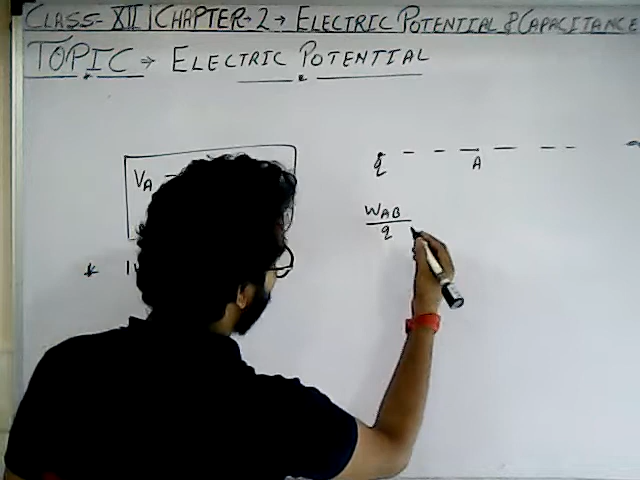 CLASS- XII | CHAPTER-2 → ELECTRIC POTENTIAL & CAPACITANCE
TOPIC → ELECTRIC POTENTIAL
q - - - - - -
A
VA
WAB
q
*